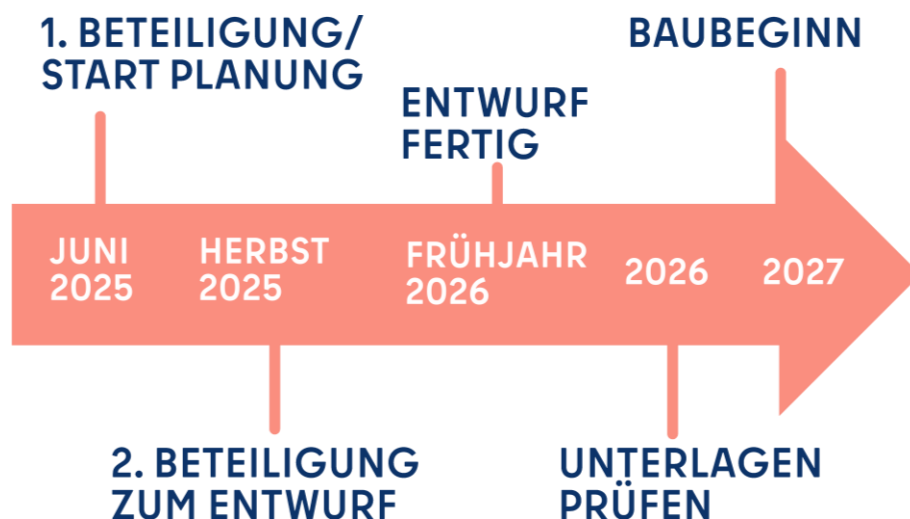 1. BETEILIGUNG/
START PLANUNG
BAUBEGINN
ENTWURF
FERTIG
JUNI
2025
HERBST
2025
FRÜHJAHR
2026
2026
2027
2. BETEILIGUNG
ZUM ENTWURF
UNTERLAGEN
PRÜFEN